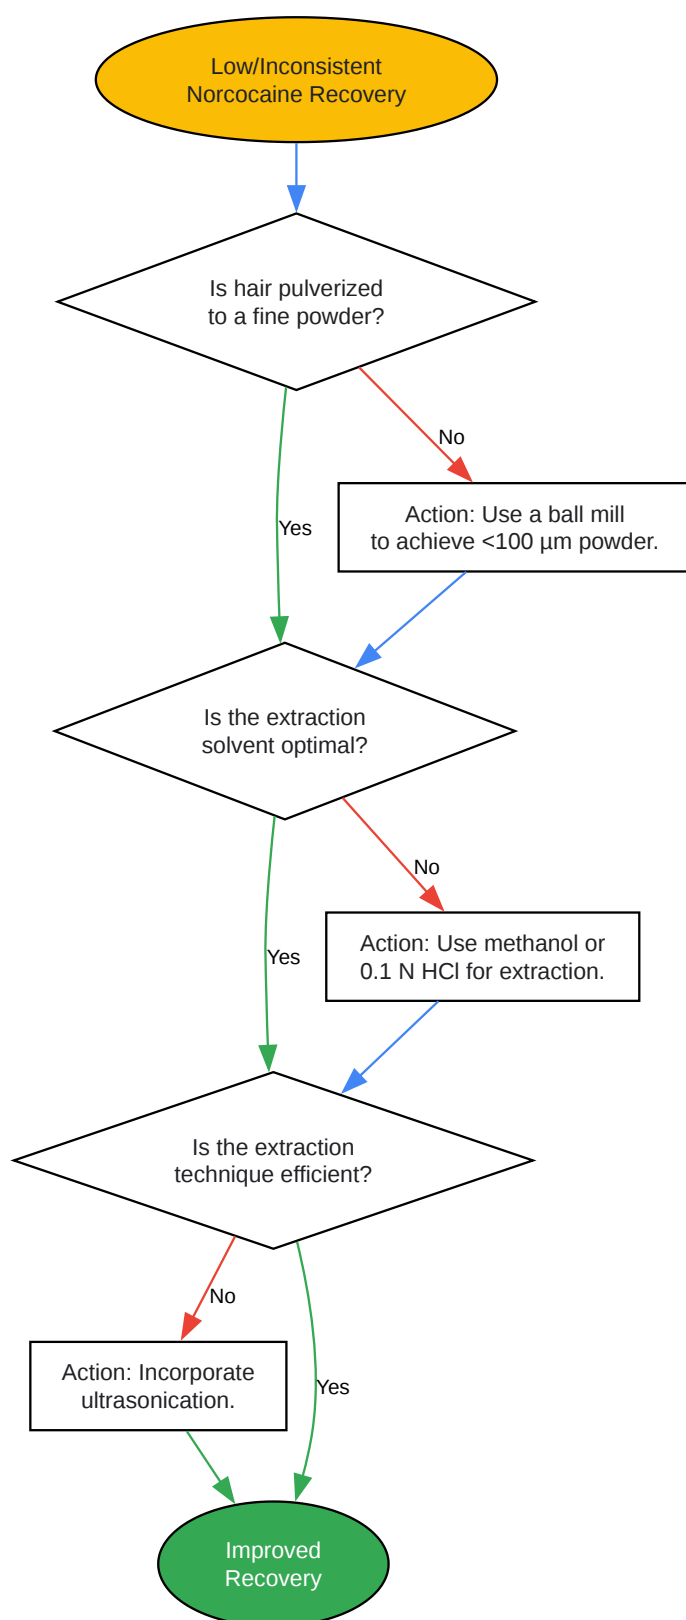 Low/Inconsistent
Norcocaine Recovery
Is hair pulverized
to a fine powder?
No
Action: Use a ball mill
to achieve <100 µm powder.
Yes
Is the extraction
solvent optimal?
No
Action: Use methanol or
0.1 N HCl for extraction.
Yes
Is the extraction
technique efficient?
No
Action: Incorporate
ultrasonication.
Yes
Improved
Recovery